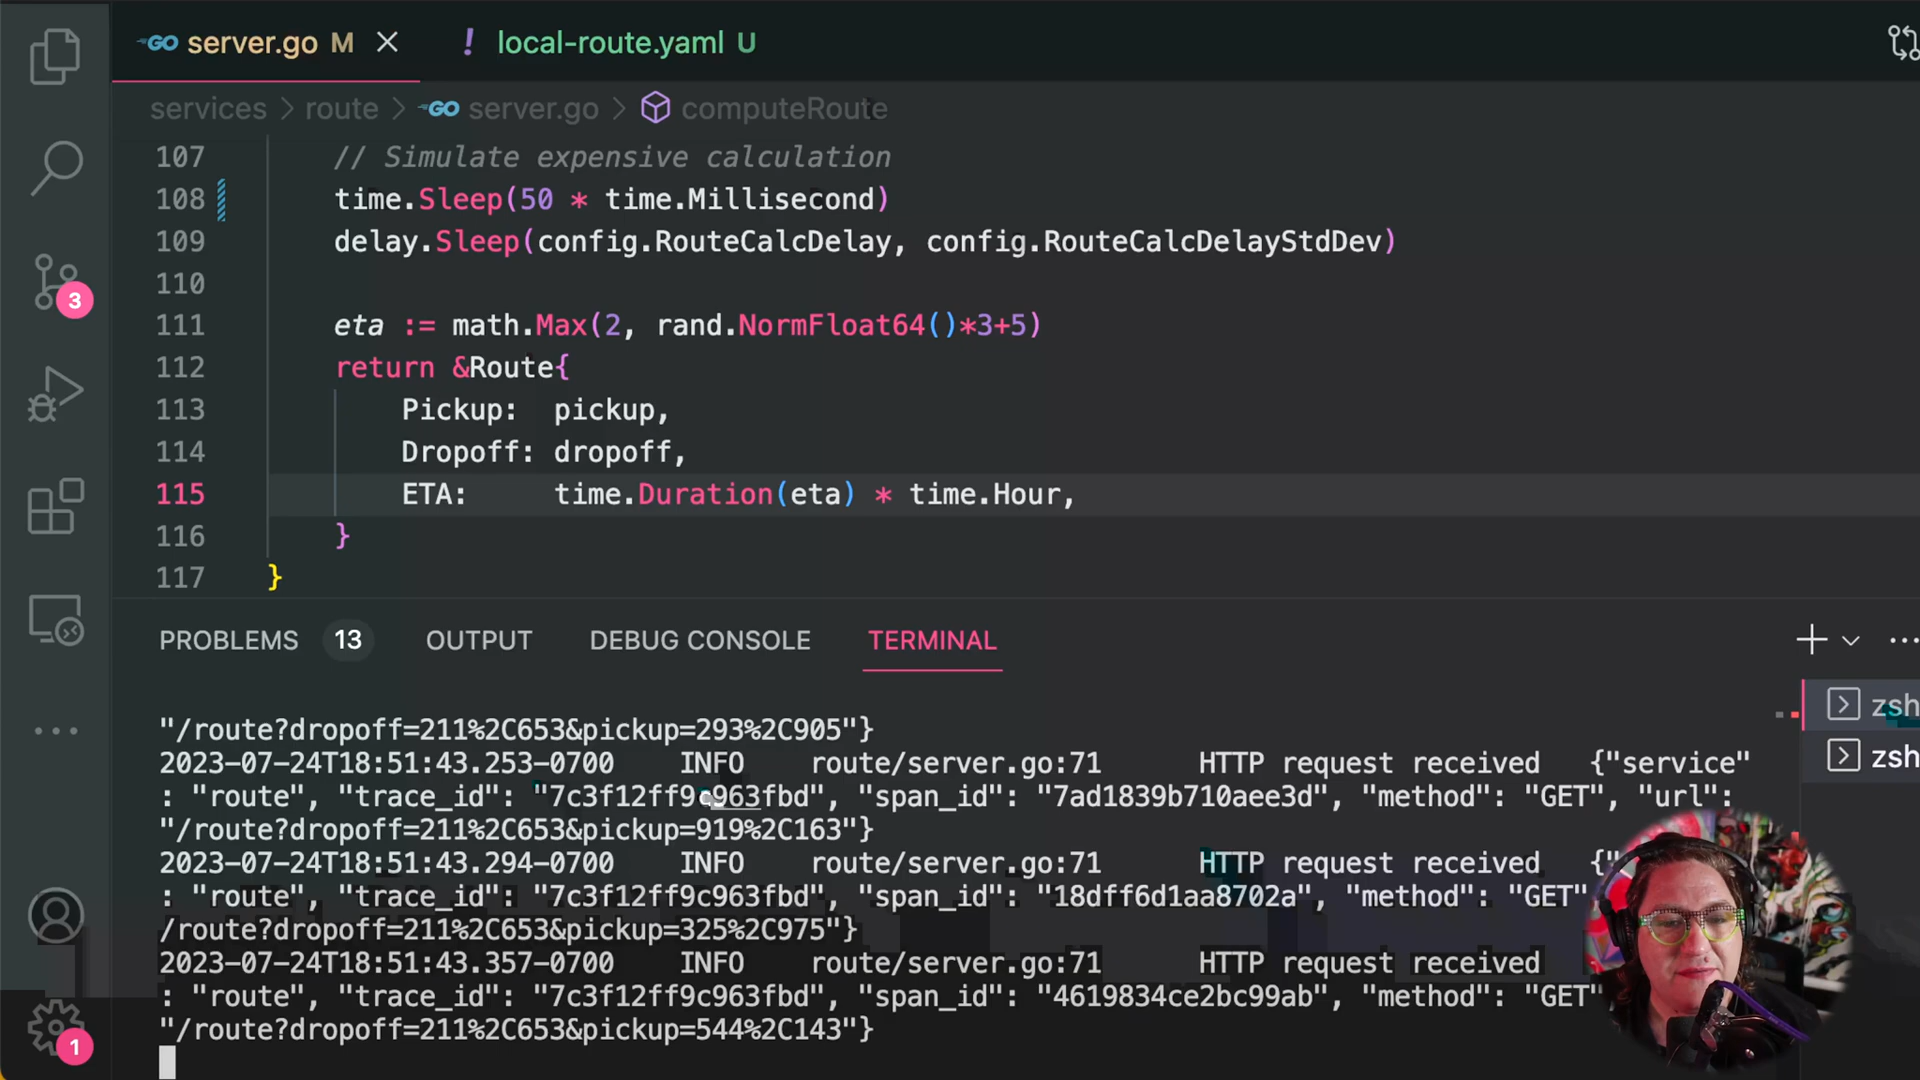 GO server.go M ! local-route.yaml U
services > route > GO server.go > computeRoute
107 // Simulate expensive calculation
108 time.Sleep(50 * time.Millisecond)
109 delay.Sleep(config.RouteCalcDelay, config.RouteCalcDelayStdDev)
110
111 eta := math.Max(2, rand.NormFloat64()*3+5)
112 return &Route{
113 Pickup: pickup,
114 Dropoff: dropoff,
115 ETA: time.Duration(eta) * time.Hour,
116 }
117 }
3
PROBLEMS 13 OUTPUT DEBUG CONSOLE TERMINAL
zsh
zsh
"/route?dropoff=211%2C653&pickup=293%2C905"}
2023-07-24T18:51:43.253-0700 INFO route/server.go:71 HTTP request received {"service"
: "route", "trace_id": "7c3f12ff9c963fbd", "span_id": "7ad1839b710aee3d", "method": "GET", "url":
"/route?dropoff=211%2C653&pickup=919%2C163"}
2023-07-24T18:51:43.294-0700 INFO route/server.go:71 HTTP request received {"
: "route", "trace_id": "7c3f12ff9c963fbd", "span_id": "18dff6d1aa8702a", "method": "GET"
/route?dropoff=211%2C653&pickup=325%2C975"}
2023-07-24T18:51:43.357-0700 INFO route/server.go:71 HTTP request received
: "route", "trace_id": "7c3f12ff9c963fbd", "span_id": "4619834ce2bc99ab", "method": "GET"
"/route?dropoff=211%2C653&pickup=544%2C143"}
1